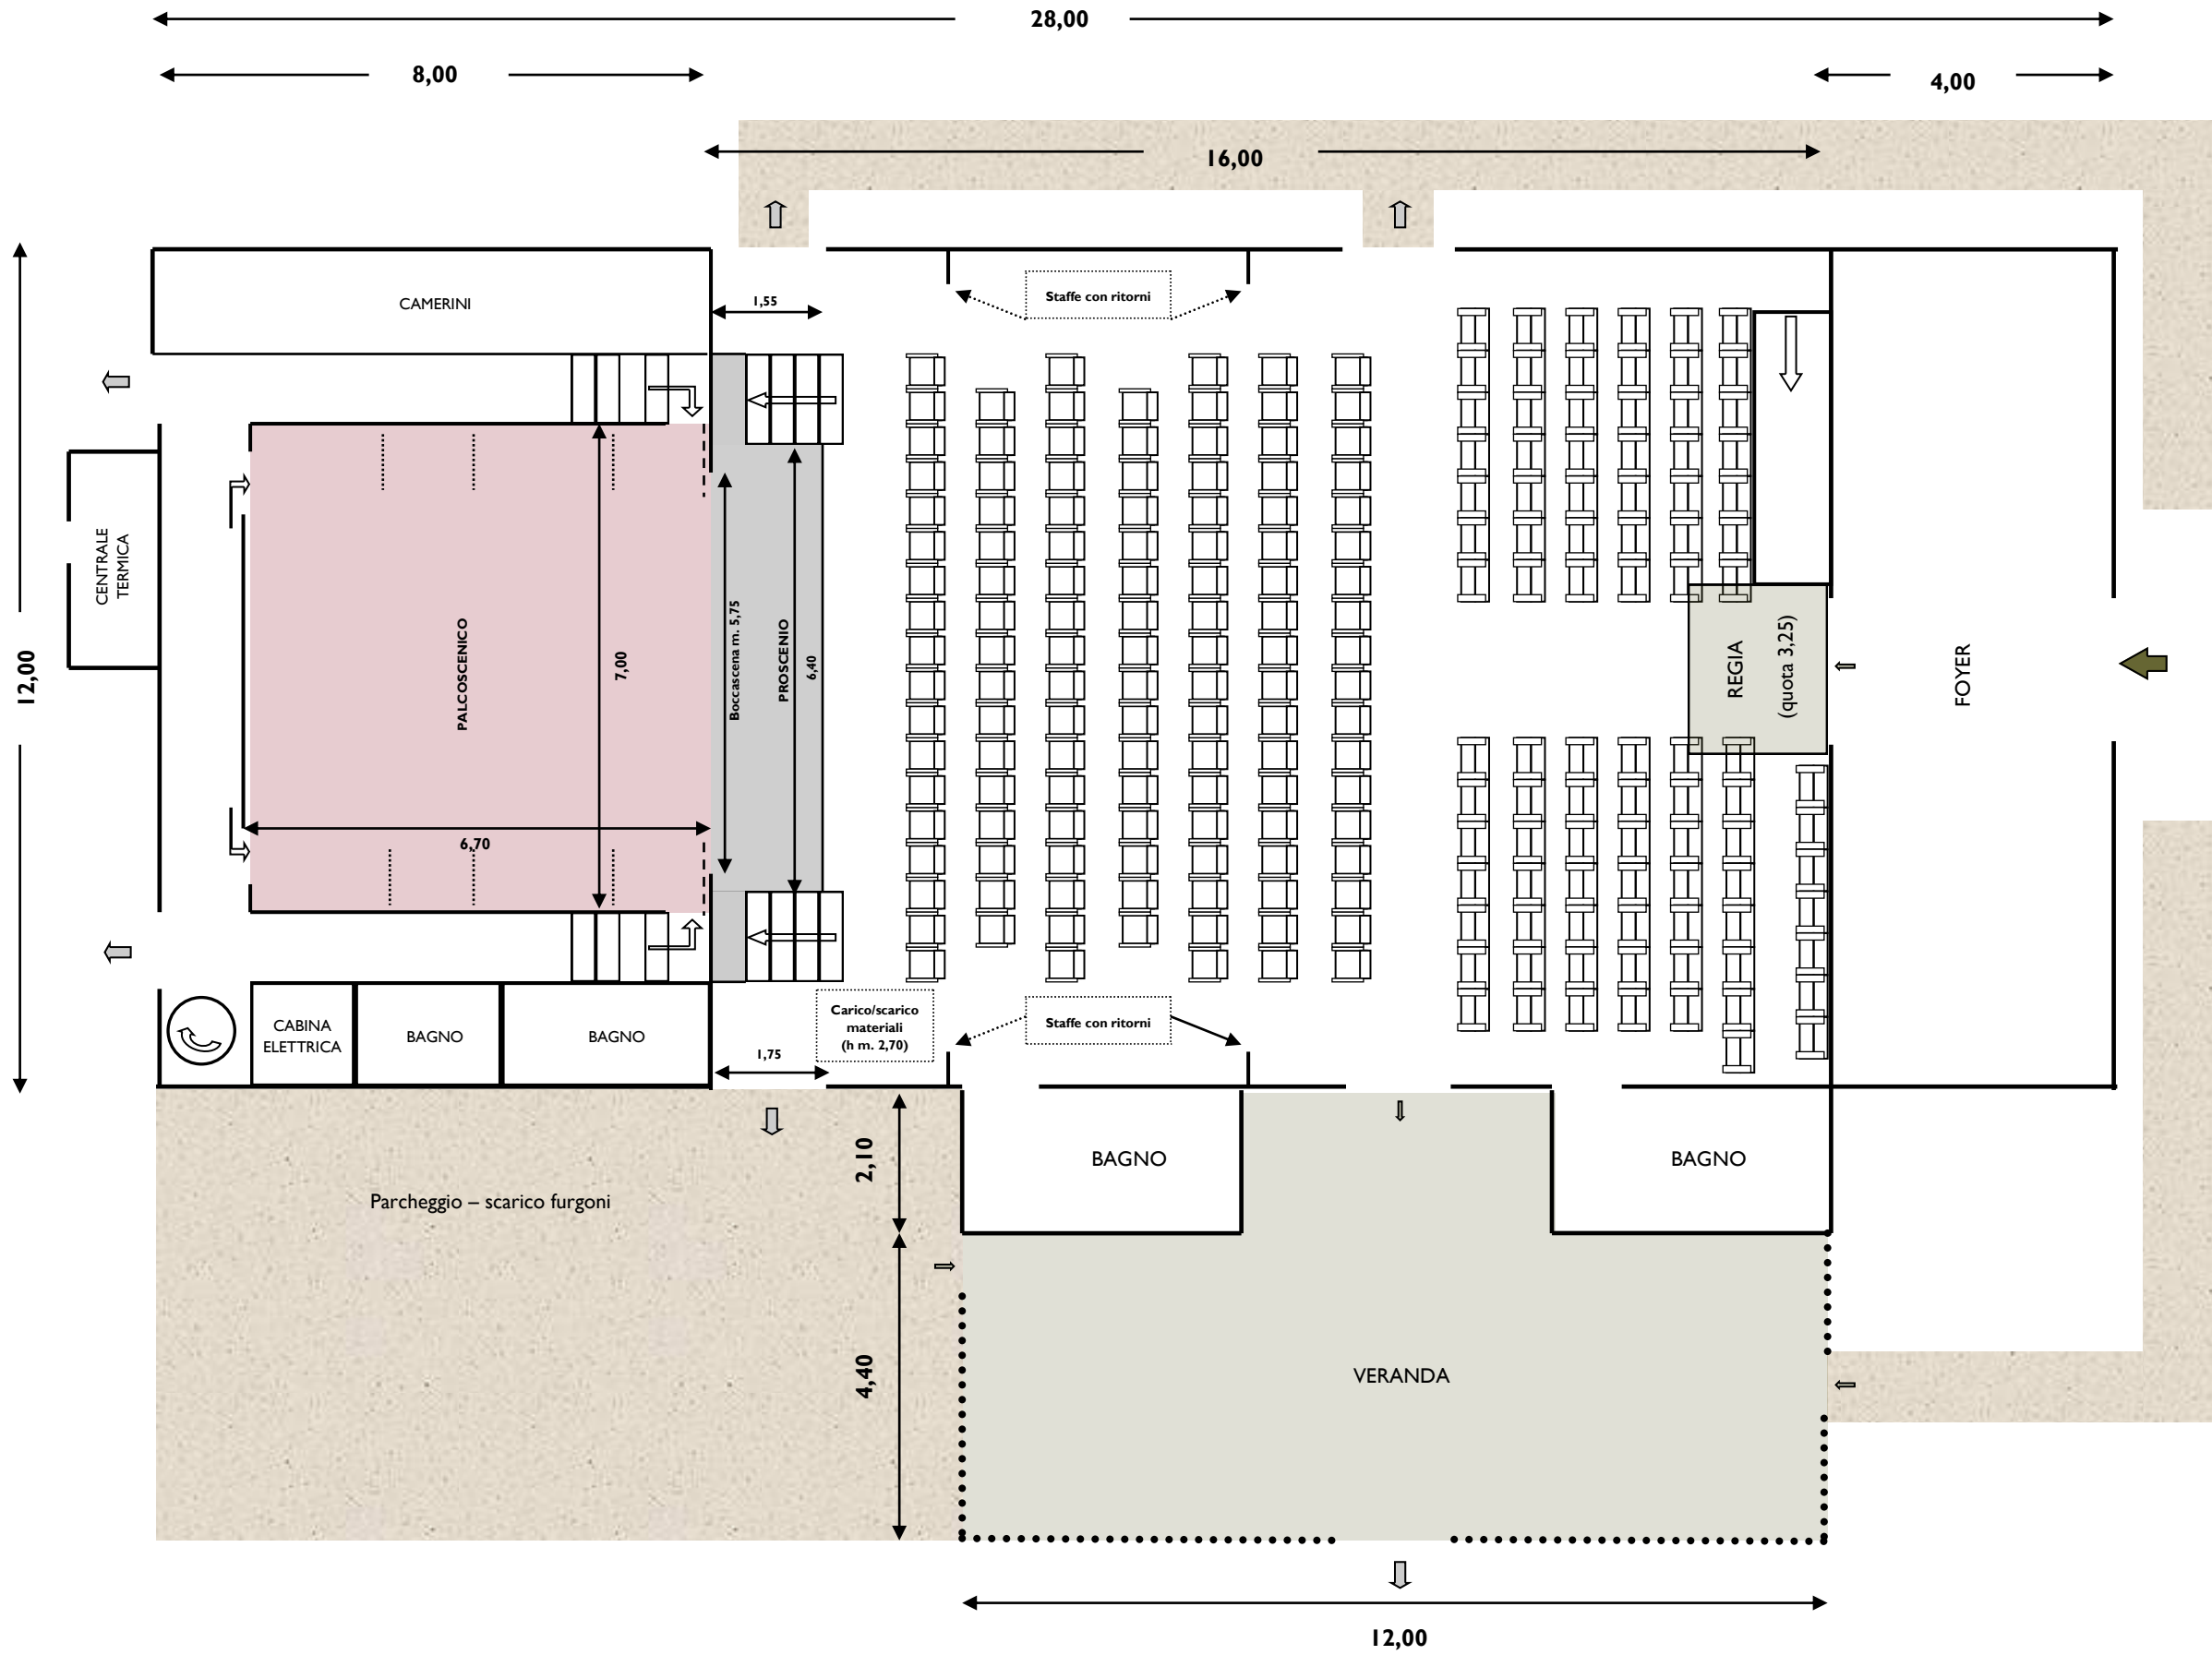 28,00
8,00
4,00
16,00
12,00
CAMERINI
1,55
Staffe con ritorni
CENTRALE
TERMICA
PALCOSCENICO
7,00
6,70
Boccascena m. 5,75
PROSCENIO
6,40
REGIA
(quota 3,25)
FOYER
CABINA
ELETTRICA
BAGNO
BAGNO
1,75
Carico/scarico
materiali
(h m. 2,70)
Staffe con ritorni
2,10
BAGNO
BAGNO
Parcheggio – scarico furgoni
4,40
VERANDA
12,00